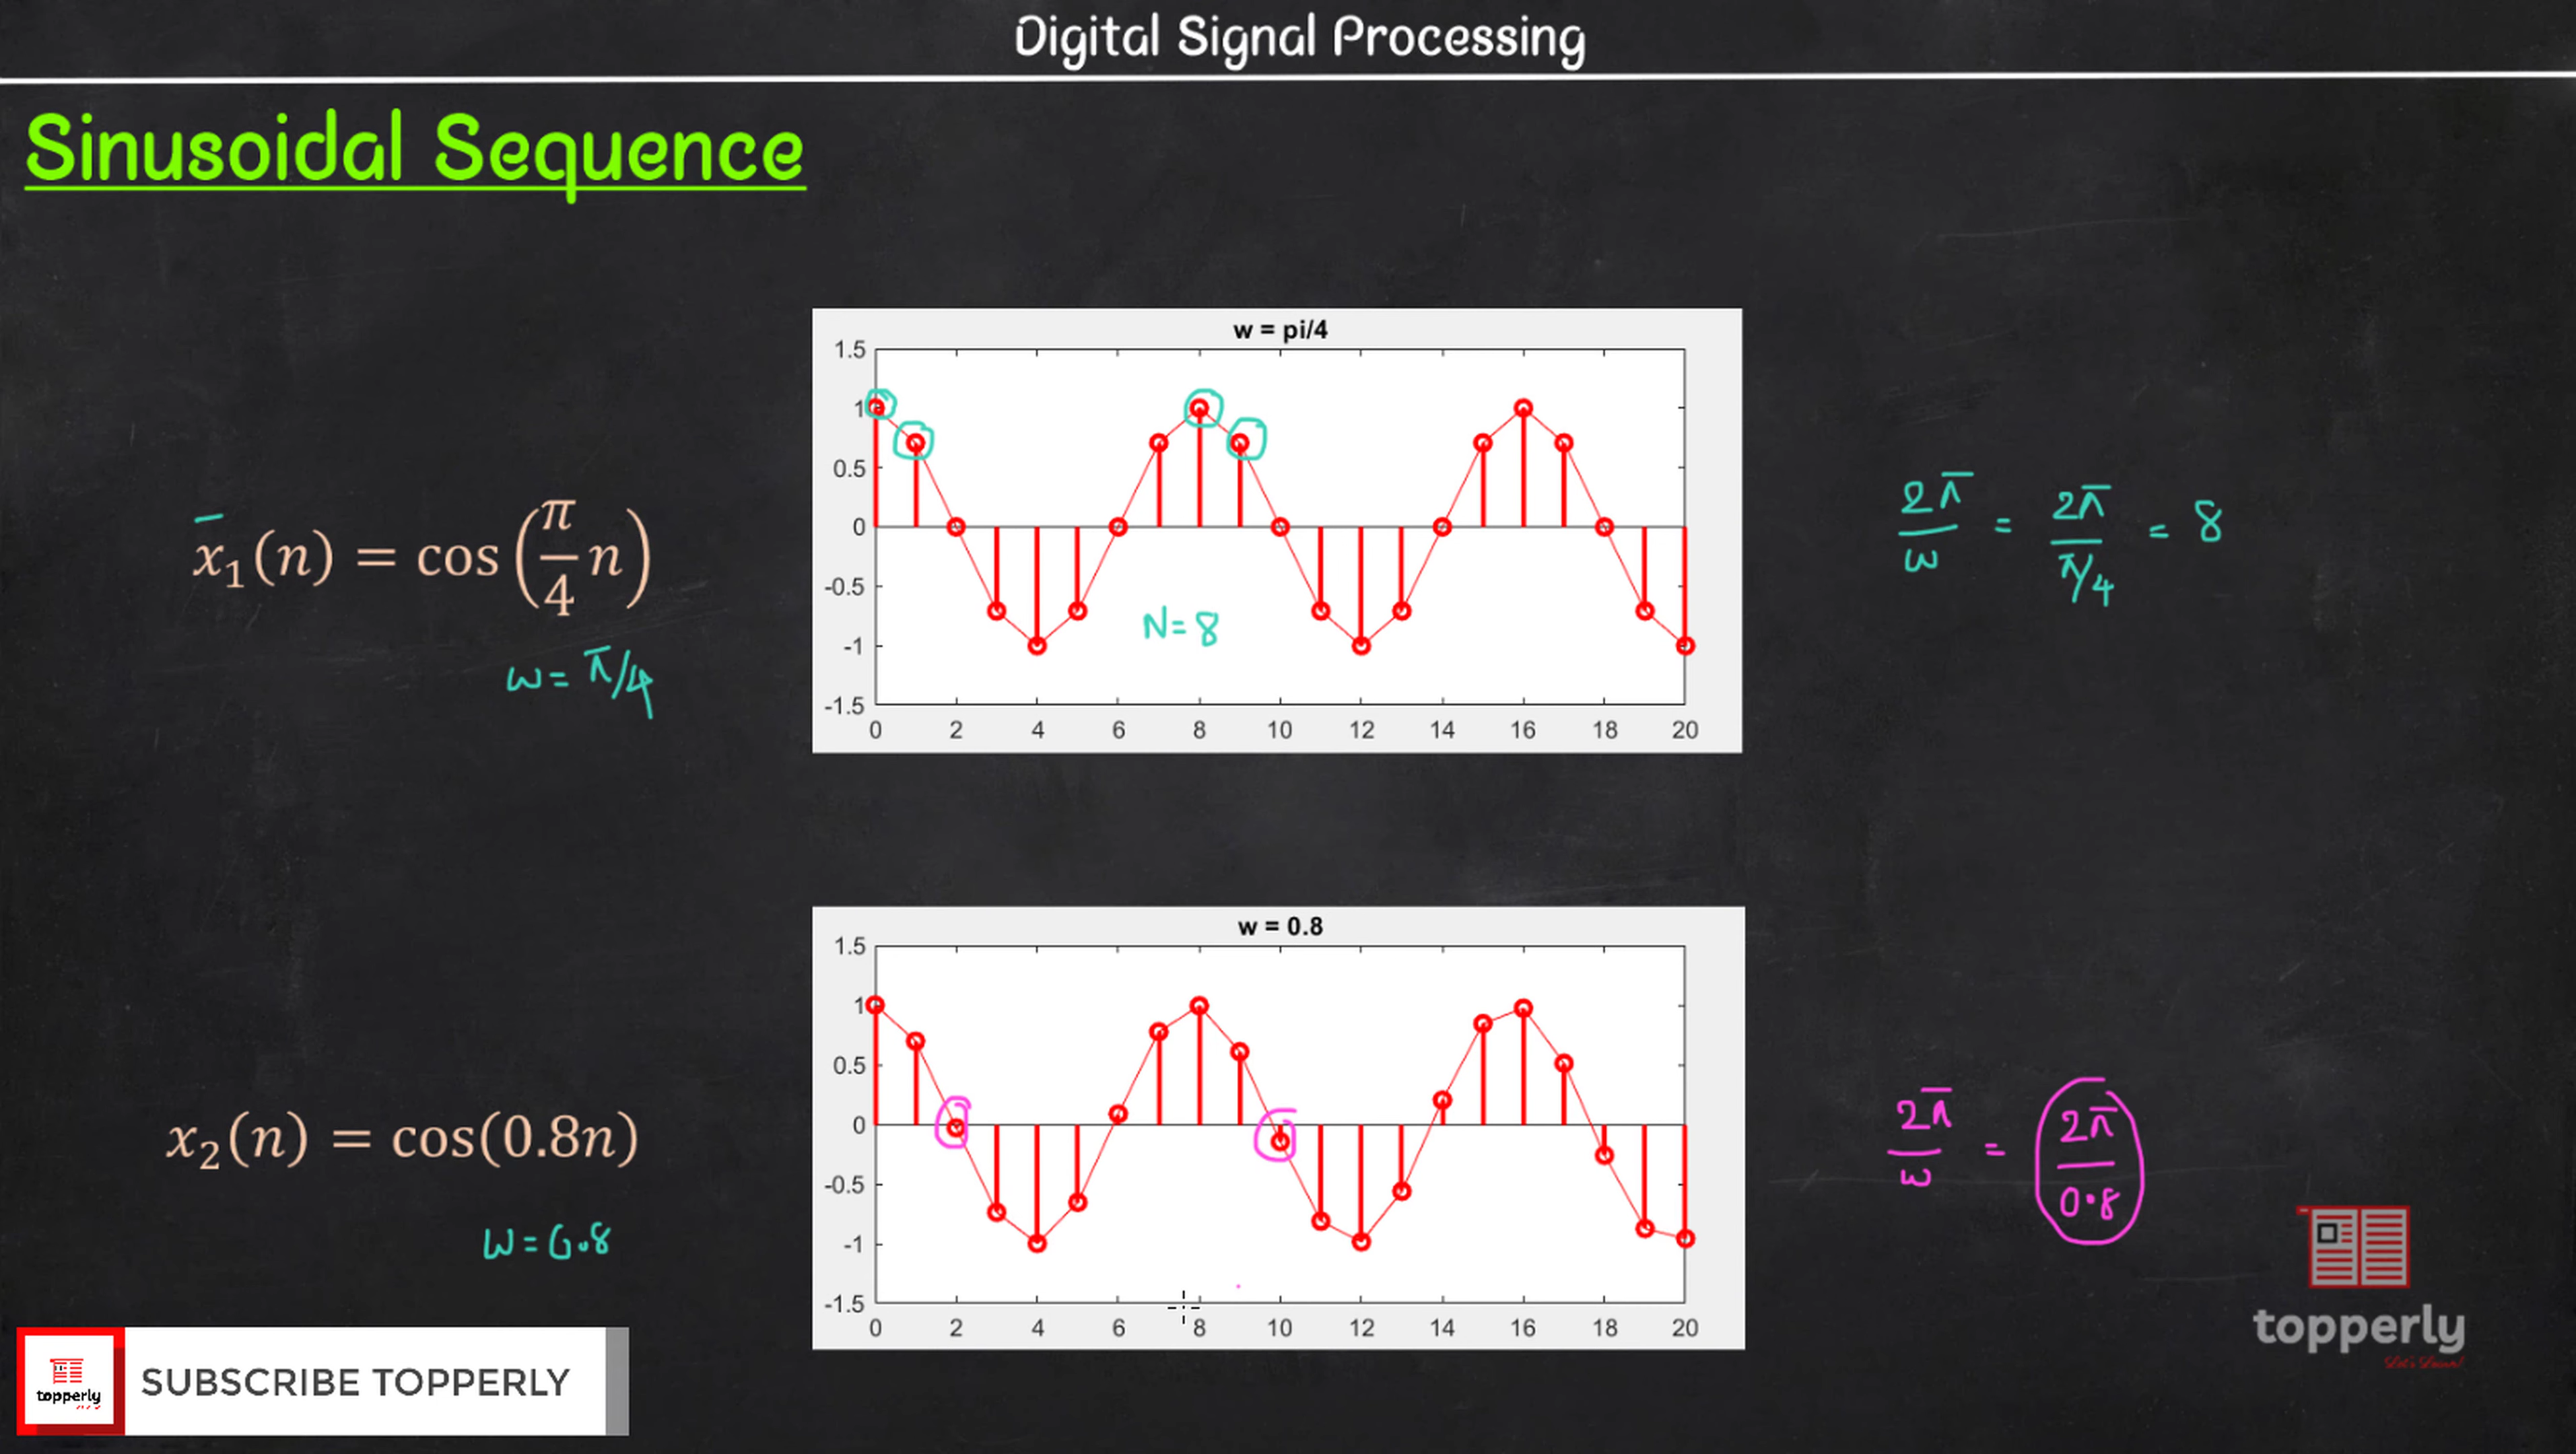 Digital Signal Processing
Sinusoidal Sequence
w = pi/4
1.5
1
0.5
0
-0.5
-1
-1.5
0 2 4 6 8 10 12 14 16 18 20
N=8
x̄₁(n) = cos(π/4 n)
ω = π/4
2π/ω = 2π/(π/4) = 8
w = 0.8
1.5
1
0.5
0
-0.5
-1
-1.5
0 2 4 6 8 10 12 14 16 18 20
x₂(n) = cos(0.8n)
ω = 0.8
2π/ω = 2π/0.8
topperly
Let's Learn!
topperly
SUBSCRIBE TOPPERLY